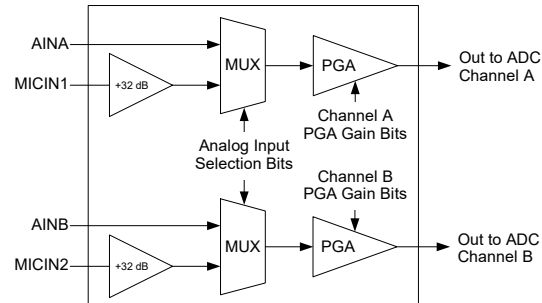 AINA
MICIN1
+32 dB
MUX
PGA
Out to ADC
Channel A
Channel A
PGA Gain Bits
Analog Input
Selection Bits
Channel B
PGA Gain Bits
AINB
MICIN2
+32 dB
MUX
PGA
Out to ADC
Channel B